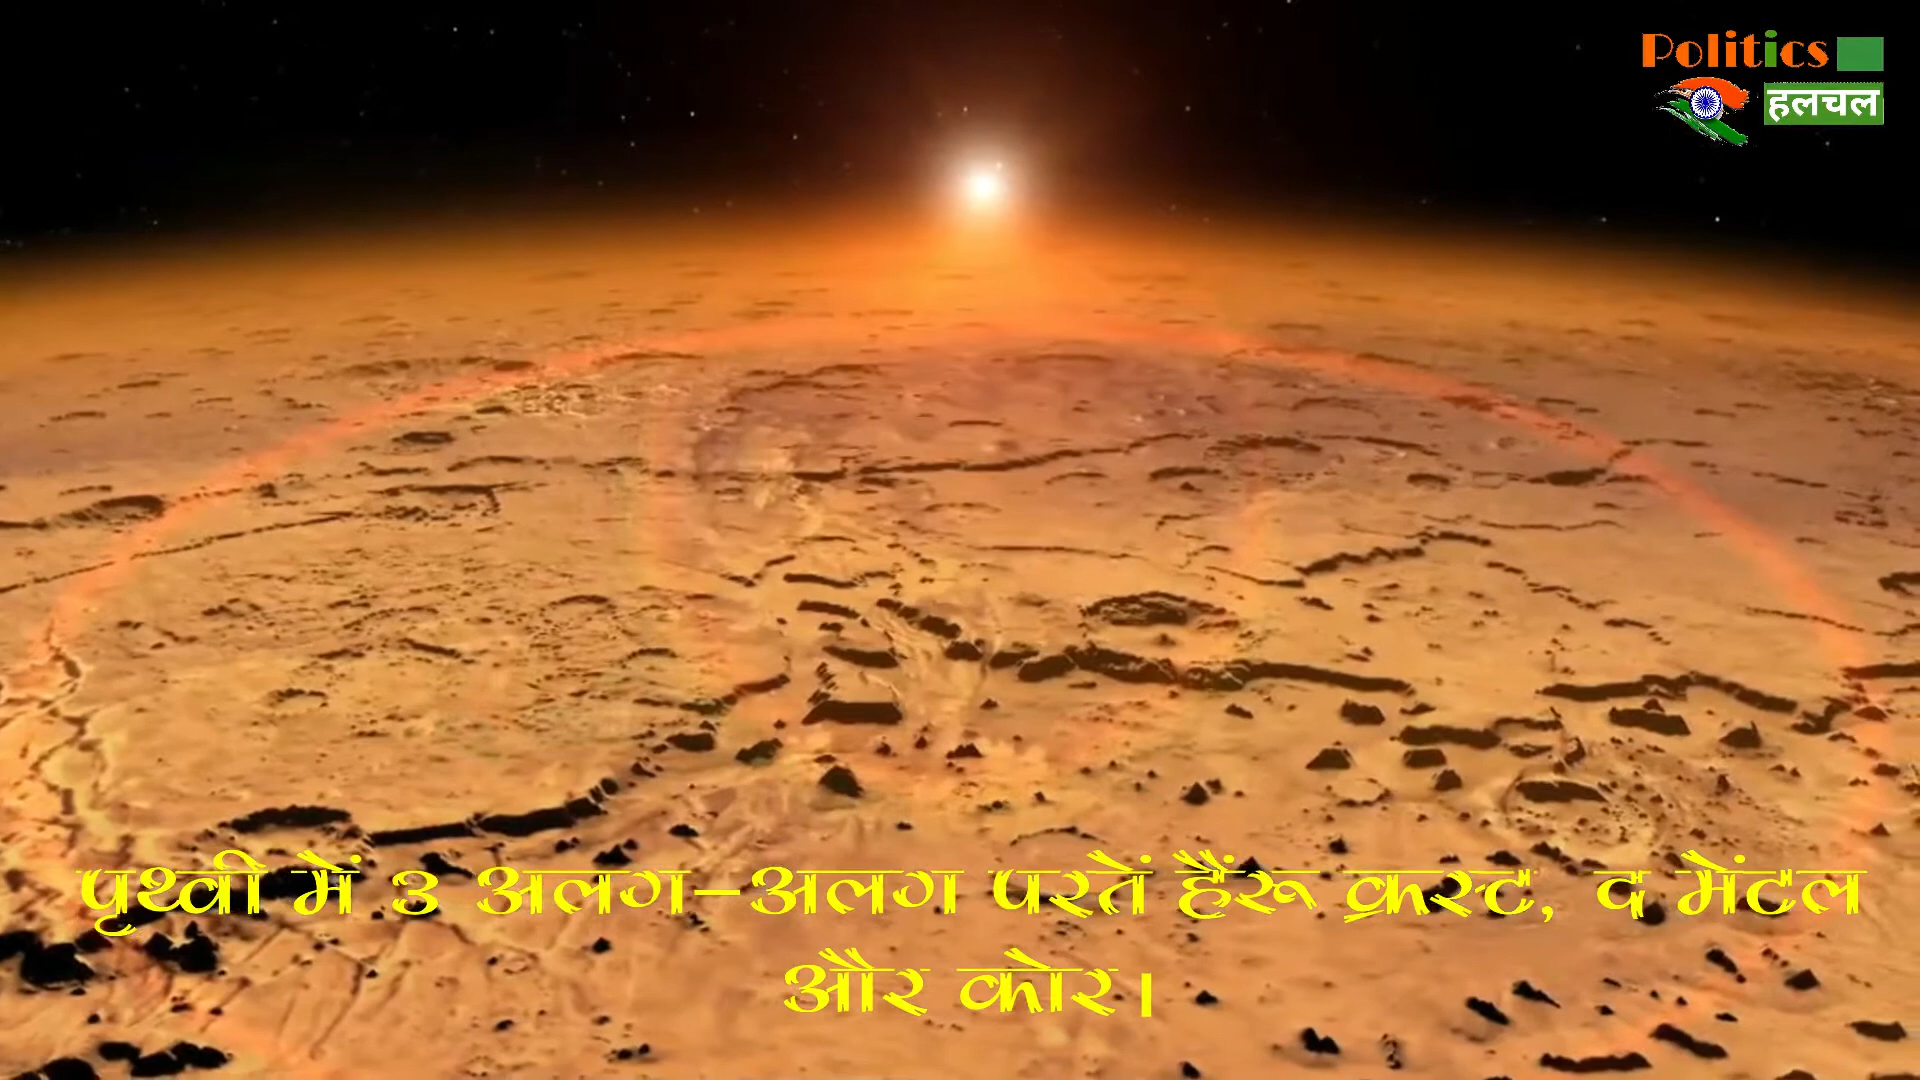 Politics
हलचल
पृथ्वी में 3 अलग-अलग परतें हैंरू क्रस्ट, द मेंटल
और कोर।